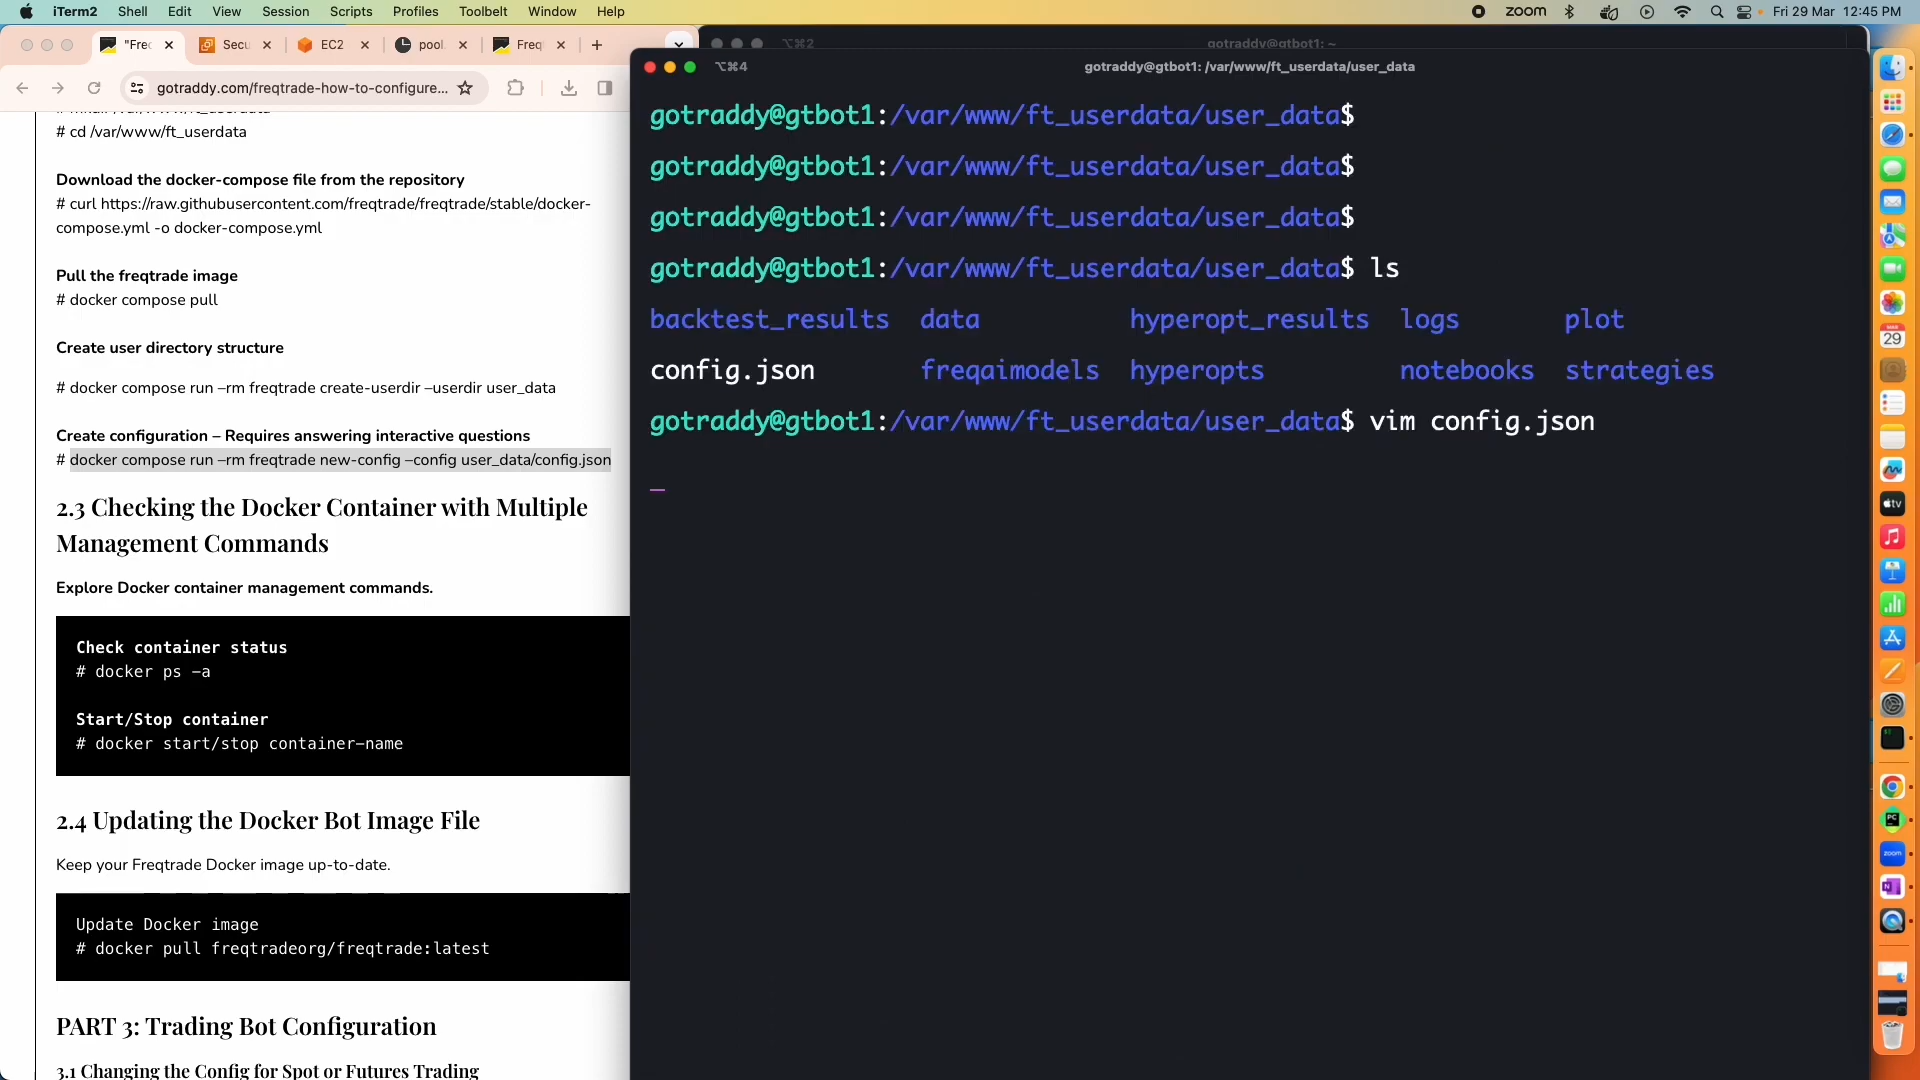 iTerm2 Shell Edit View Session Scripts Profiles Toolbelt Window Help
zoom Fri 29 Mar 12:45 PM
"Frec Secu EC2 pool. Freq
gotraddy.com/freqtrade-how-to-configure...
# cd /var/www/ft_userdata
Download the docker-compose file from the repository
# curl https://raw.githubusercontent.com/freqtrade/freqtrade/stable/docker-
compose.yml -o docker-compose.yml
Pull the freqtrade image
# docker compose pull
Create user directory structure
# docker compose run –rm freqtrade create-userdir –userdir user_data
Create configuration – Requires answering interactive questions
# docker compose run –rm freqtrade new-config –config user_data/config.json
2.3 Checking the Docker Container with Multiple
Management Commands
Explore Docker container management commands.
Check container status
# docker ps –a
Start/Stop container
# docker start/stop container–name
2.4 Updating the Docker Bot Image File
Keep your Freqtrade Docker image up-to-date.
Update Docker image
# docker pull freqtradeorg/freqtrade:latest
PART 3: Trading Bot Configuration
3.1 Changing the Config for Spot or Futures Trading
⌥⌘2 gotraddy@gtbot1: ~
⌥⌘4 gotraddy@gtbot1: /var/www/ft_userdata/user_data
gotraddy@gtbot1:/var/www/ft_userdata/user_data$
gotraddy@gtbot1:/var/www/ft_userdata/user_data$
gotraddy@gtbot1:/var/www/ft_userdata/user_data$
gotraddy@gtbot1:/var/www/ft_userdata/user_data$ ls
backtest_results data hyperopt_results logs plot
config.json freqaimodels hyperopts notebooks strategies
gotraddy@gtbot1:/var/www/ft_userdata/user_data$ vim config.json
29
tv
PC
zoom
N